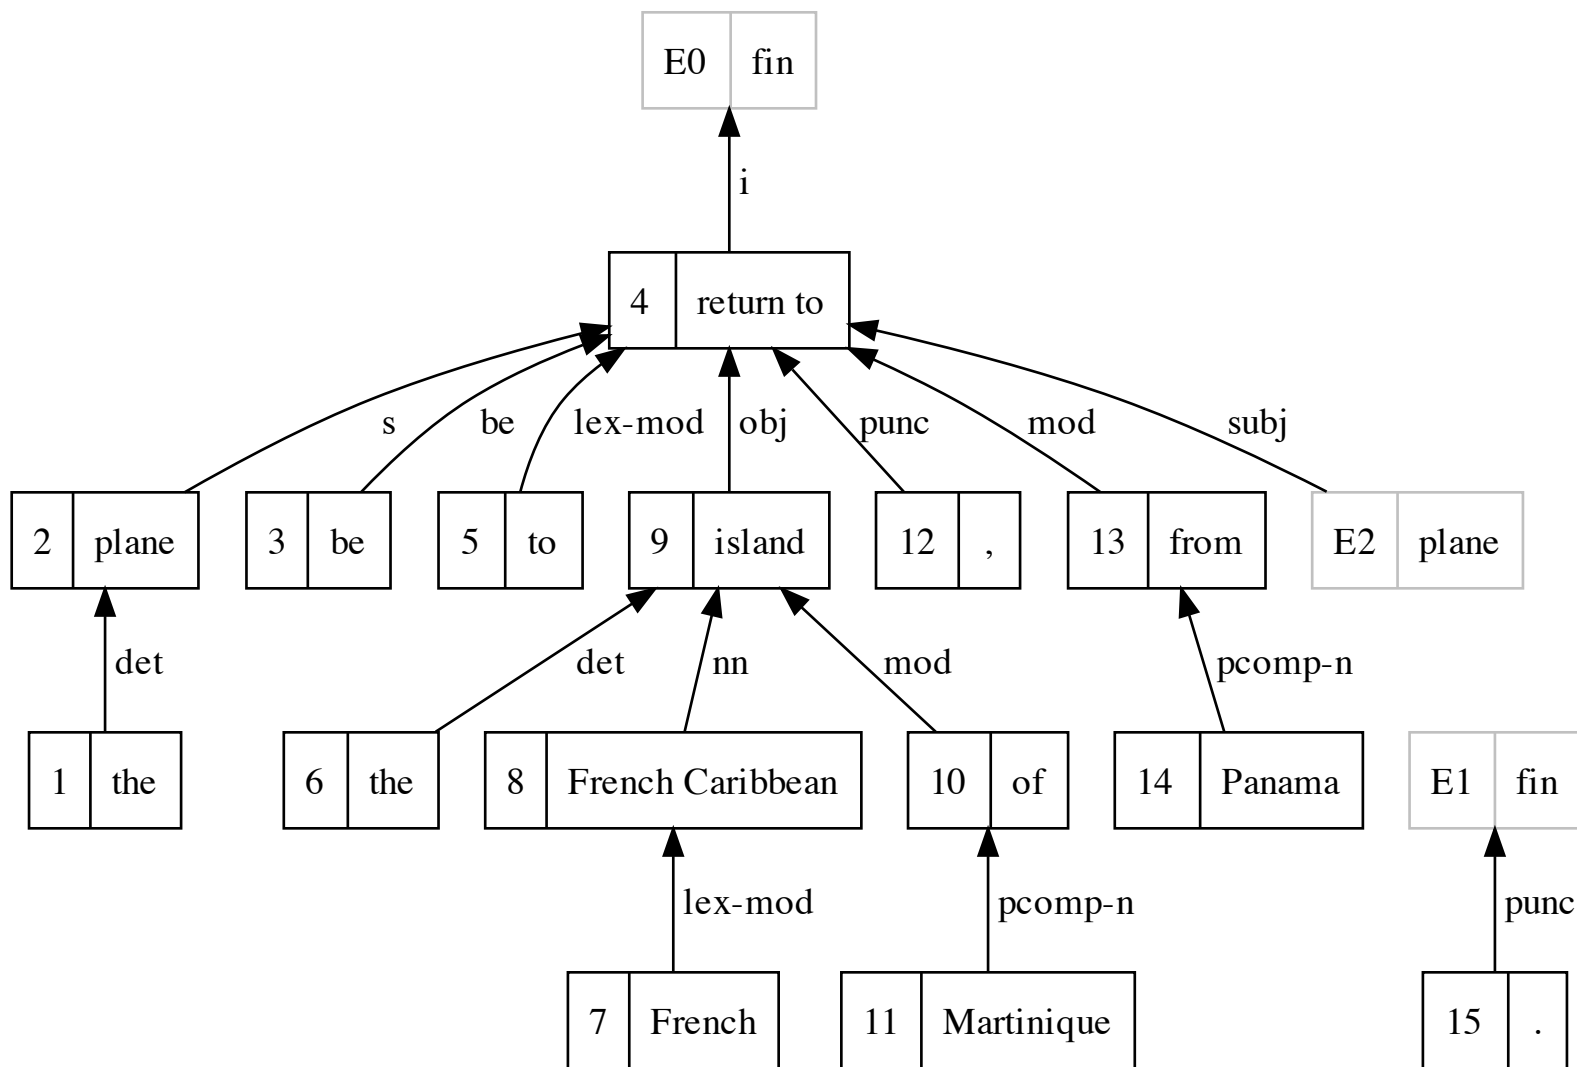 E0 fin
i
4 return to
s be lex-mod obj punc mod subj
2 plane 3 be 5 to 9 island 12 , 13 from E2 plane
det det nn mod pcomp-n
1 the 6 the 8 French Caribbean 10 of 14 Panama E1 fin
lex-mod pcomp-n punc
7 French 11 Martinique 15 .